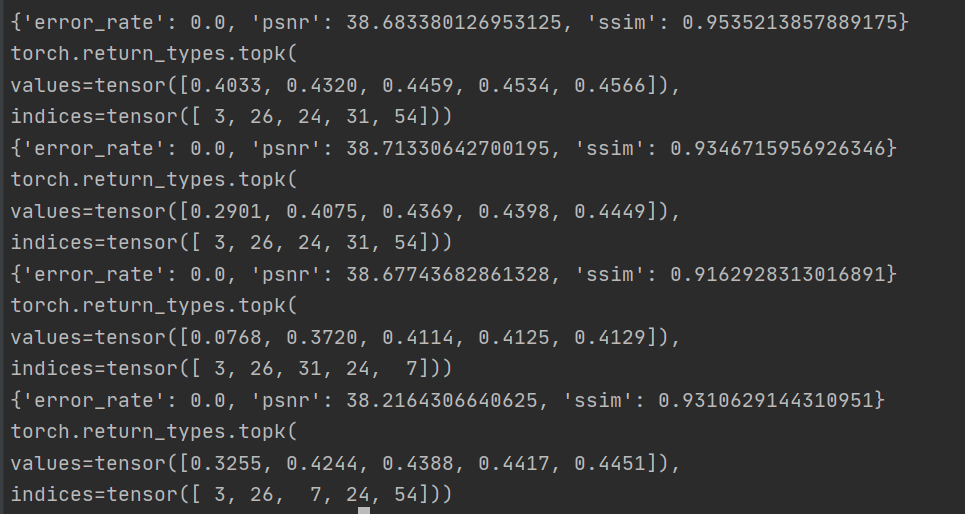 {'error_rate': 0.0, 'psnr': 38.683380126953125, 'ssim': 0.9535213857889175}
torch.return_types.topk(
values=tensor([0.4033, 0.4320, 0.4459, 0.4534, 0.4566]),
indices=tensor([ 3, 26, 24, 31, 54]))
{'error_rate': 0.0, 'psnr': 38.71330642700195, 'ssim': 0.9346715956926346}
torch.return_types.topk(
values=tensor([0.2901, 0.4075, 0.4369, 0.4398, 0.4449]),
indices=tensor([ 3, 26, 24, 31, 54]))
{'error_rate': 0.0, 'psnr': 38.67743682861328, 'ssim': 0.9162928313016891}
torch.return_types.topk(
values=tensor([0.0768, 0.3720, 0.4114, 0.4125, 0.4129]),
indices=tensor([ 3, 26, 31, 24,  7]))
{'error_rate': 0.0, 'psnr': 38.2164306640625, 'ssim': 0.9310629144310951}
torch.return_types.topk(
values=tensor([0.3255, 0.4244, 0.4388, 0.4417, 0.4451]),
indices=tensor([ 3, 26,  7, 24, 54]))